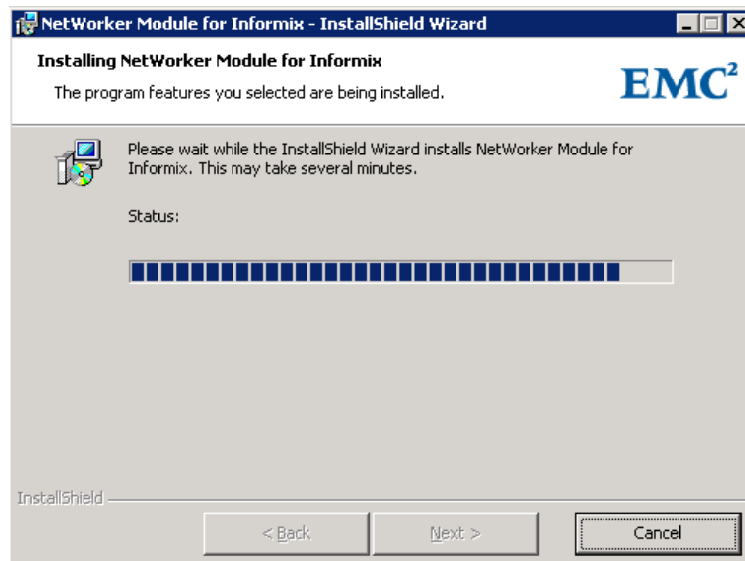 NetWorker Module for Informix - InstallShield Wizard
Installing NetWorker Module for Informix
The program features you selected are being installed.
EMC²
Please wait while the InstallShield Wizard installs NetWorker Module for
Informix. This may take several minutes.
Status:
InstallShield
< Back
Next >
Cancel